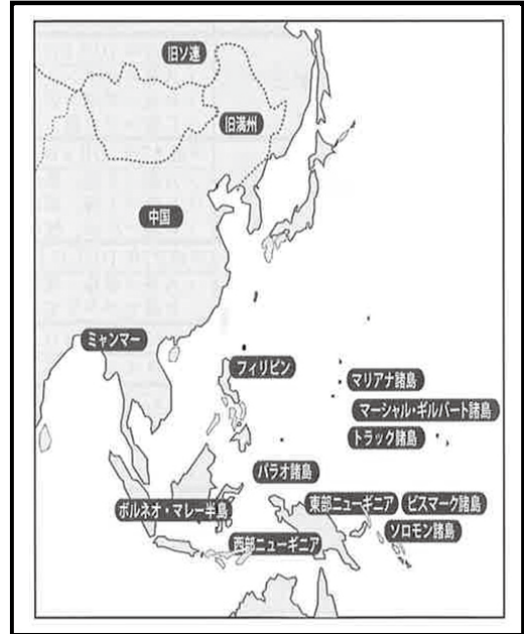 旧ソ連
旧満州
中国
ミャンマー
フィリピン
マリアナ諸島
マーシャル・ギルバート諸島
トラック諸島
パラオ諸島
ボルネオ・マレー半島
東部ニューギニア
ビスマーク諸島
ソロモン諸島
西部ニューギニア